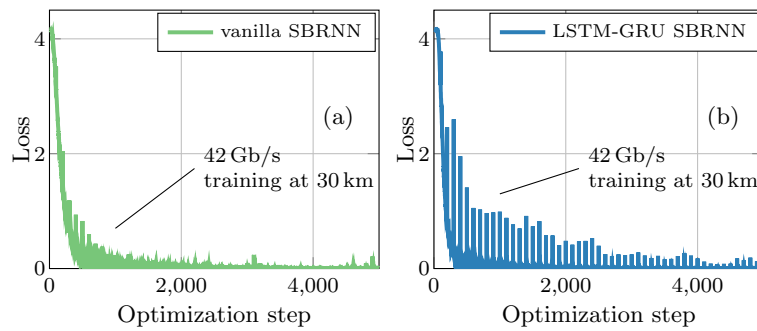 vanilla SBRNN
LSTM-GRU SBRNN
4
2
0
Loss
(a)
42 Gb/s
training at 30 km
0
2,000
4,000
Optimization step
4
2
0
Loss
(b)
42 Gb/s
training at 30 km
0
2,000
4,000
Optimization step